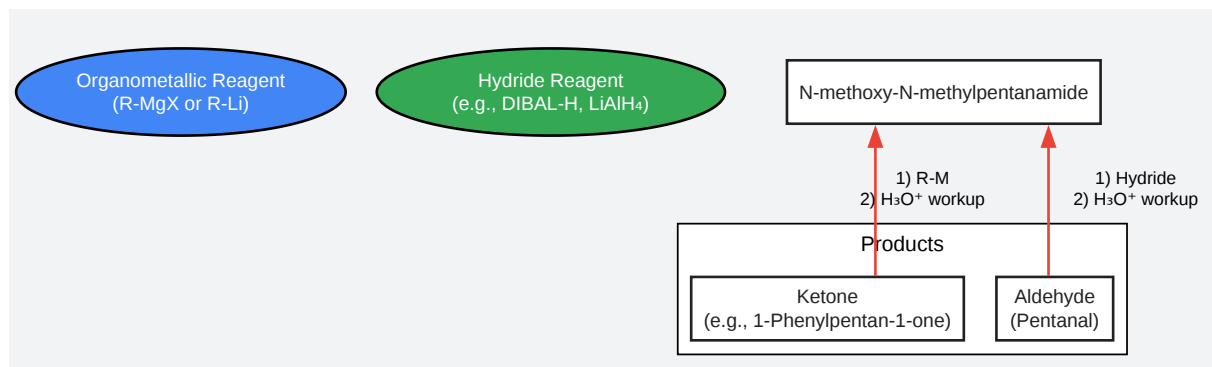 Organometallic Reagent
(R-MgX or R-Li)
Hydride Reagent
(e.g., DIBAL-H, LiAlH₄)
N-methoxy-N-methylpentanamide
1) R-M
2) H₃O⁺ workup
1) Hydride
2) H₃O⁺ workup
Products
Ketone
(e.g., 1-Phenylpentan-1-one)
Aldehyde
(Pentanal)